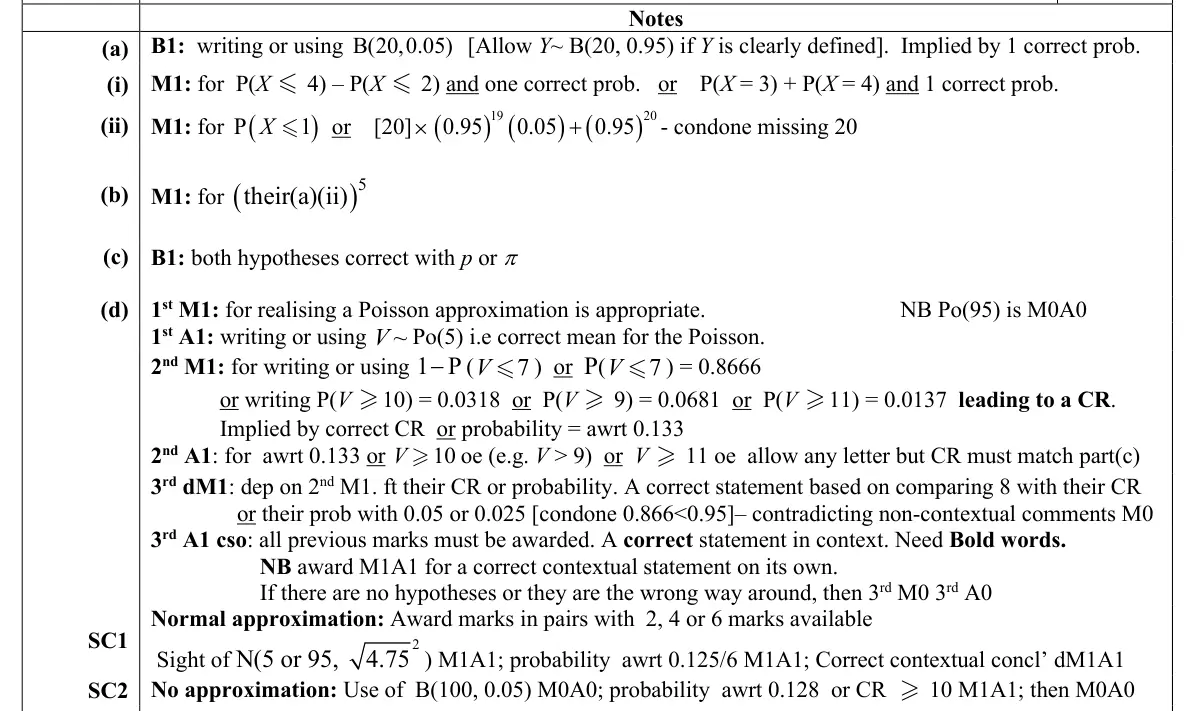 Notes
(a) B1: writing or using B(20,0.05) [Allow Y~ B(20, 0.95) if Y is clearly defined]. Implied by 1 correct prob.
(i) M1: for P(X ⩽ 4) – P(X ⩽ 2) and one correct prob. or P(X = 3) + P(X = 4) and 1 correct prob.
(ii) M1: for P(X ⩽ 1) or [20]× (0.95)^19 (0.05) + (0.95)^20 - condone missing 20
(b) M1: for (their(a)(ii))^5
(c) B1: both hypotheses correct with p or π
(d) 1st M1: for realising a Poisson approximation is appropriate. NB Po(95) is M0A0
1st A1: writing or using V ~ Po(5) i.e correct mean for the Poisson.
2nd M1: for writing or using 1 – P (V ⩽ 7 ) or P(V ⩽ 7 ) = 0.8666
or writing P(V ⩾ 10) = 0.0318 or P(V ⩾ 9) = 0.0681 or P(V ⩾ 11) = 0.0137 leading to a CR.
Implied by correct CR or probability = awrt 0.133
2nd A1: for awrt 0.133 or V ⩾ 10 oe (e.g. V > 9) or V ⩾ 11 oe allow any letter but CR must match part(c)
3rd dM1: dep on 2nd M1. ft their CR or probability. A correct statement based on comparing 8 with their CR
or their prob with 0.05 or 0.025 [condone 0.866<0.95]– contradicting non-contextual comments M0
3rd A1 cso: all previous marks must be awarded. A correct statement in context. Need Bold words.
NB award M1A1 for a correct contextual statement on its own.
If there are no hypotheses or they are the wrong way around, then 3rd M0 3rd A0
Normal approximation: Award marks in pairs with 2, 4 or 6 marks available
SC1 Sight of N(5 or 95, √4.75^2 ) M1A1; probability awrt 0.125/6 M1A1; Correct contextual concl' dM1A1
SC2 No approximation: Use of B(100, 0.05) M0A0; probability awrt 0.128 or CR ⩾ 10 M1A1; then M0A0